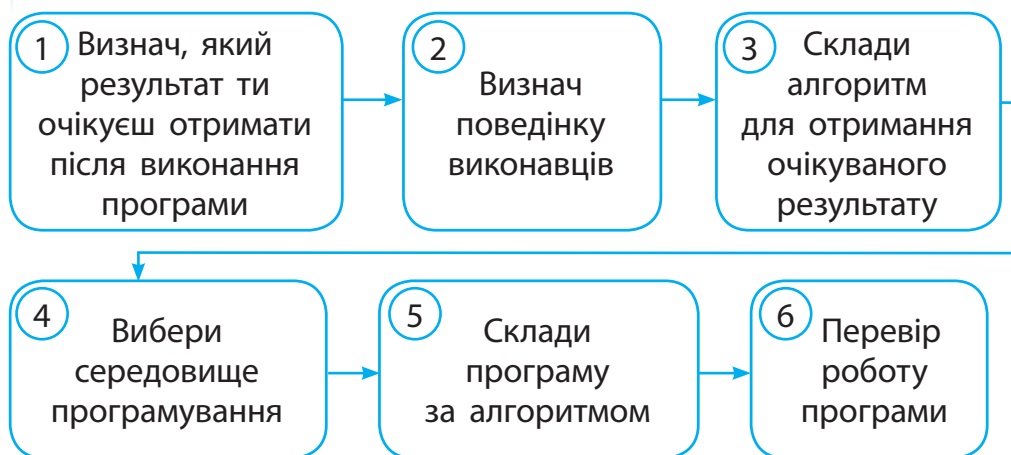 1 Визнач, який
результат ти
очікуєш отримати
після виконання
програми
2
Визнач
поведінку
виконавців
3 Склади
алгоритм
для отримання
очікуваного
результату
4
Вибери
середовище
програмування
5
Склади
програму
за алгоритмом
6 Перевір
роботу
програми